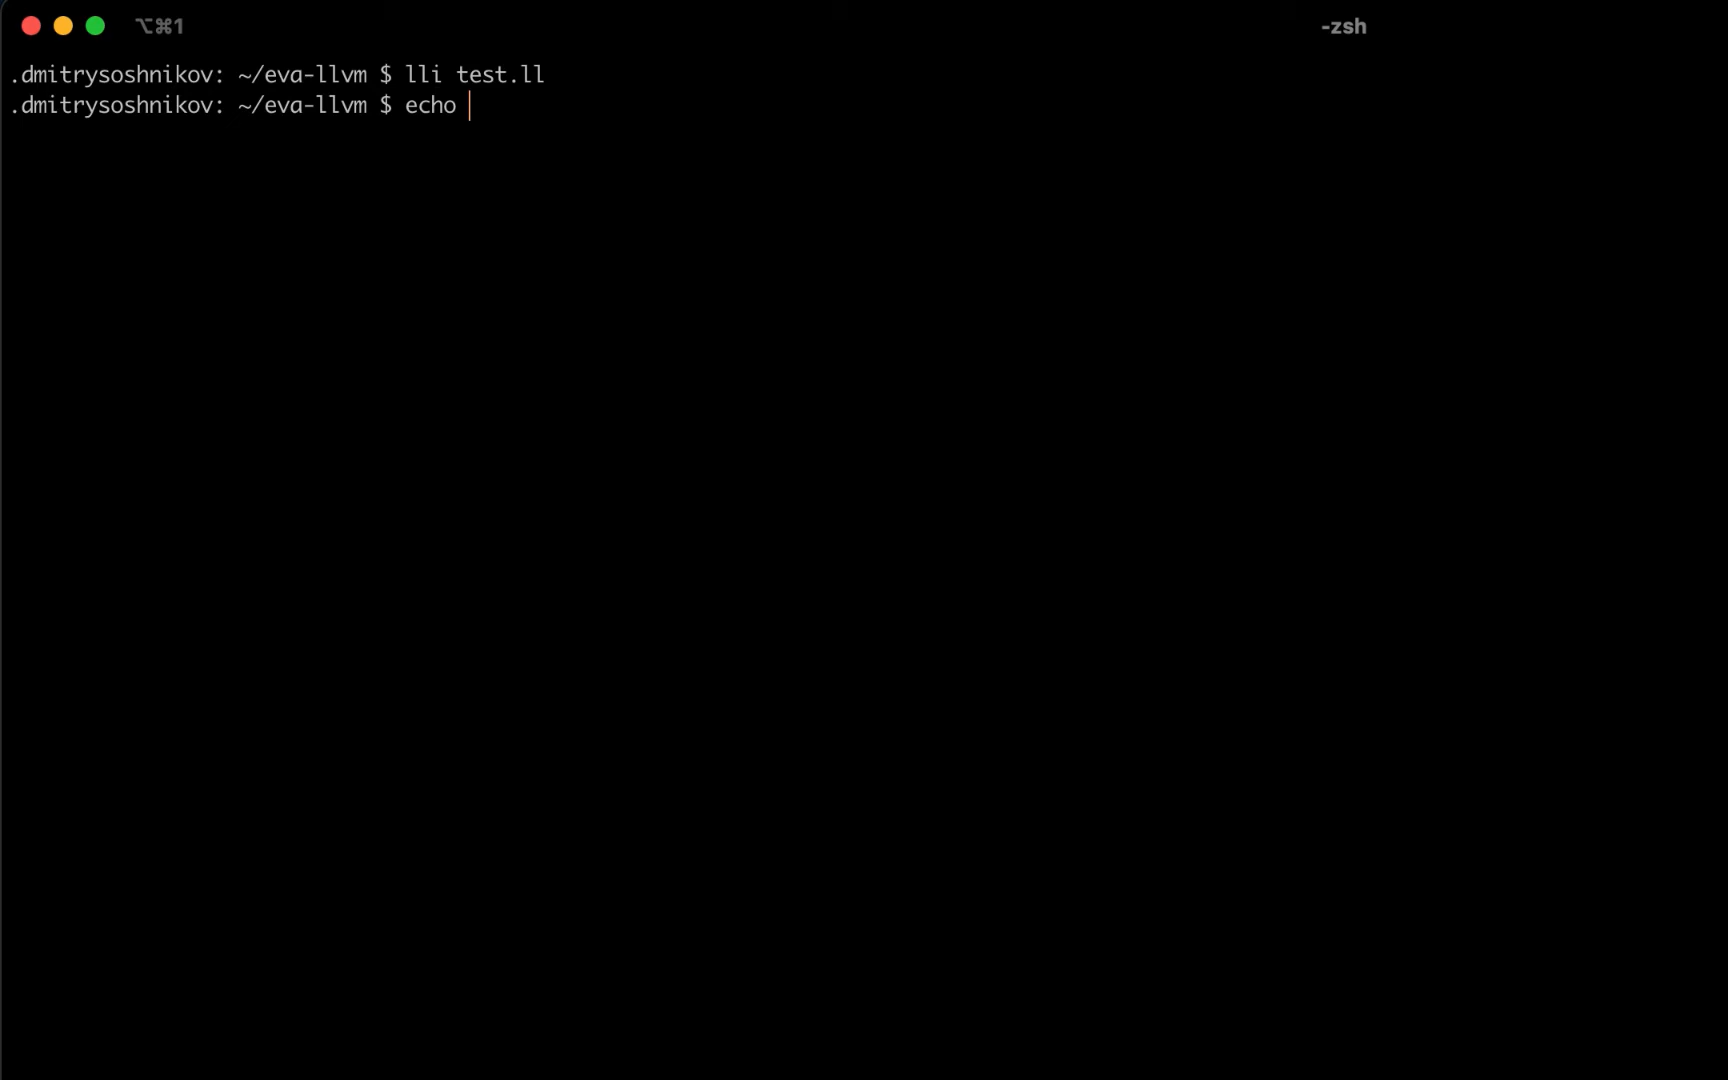 ⌥⌘1
-zsh
.dmitrysoshnikov: ~/eva-llvm $ lli test.ll
.dmitrysoshnikov: ~/eva-llvm $ echo